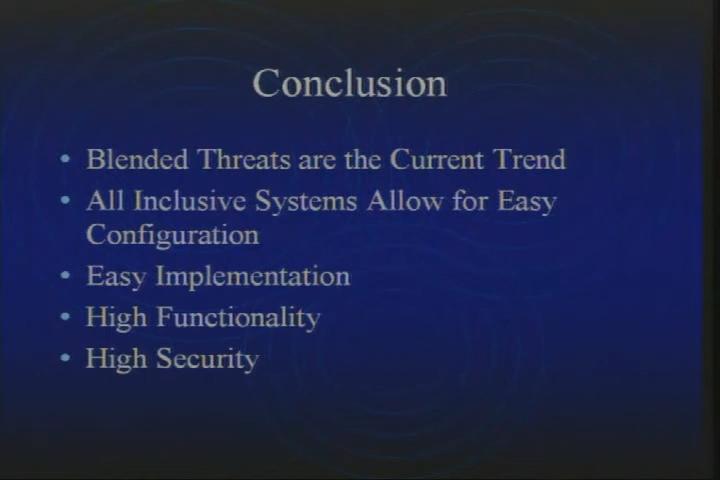 Conclusion
• Blended Threats are the Current Trend
• All Inclusive Systems Allow for Easy
Configuration
• Easy Implementation
• High Functionality
• High Security